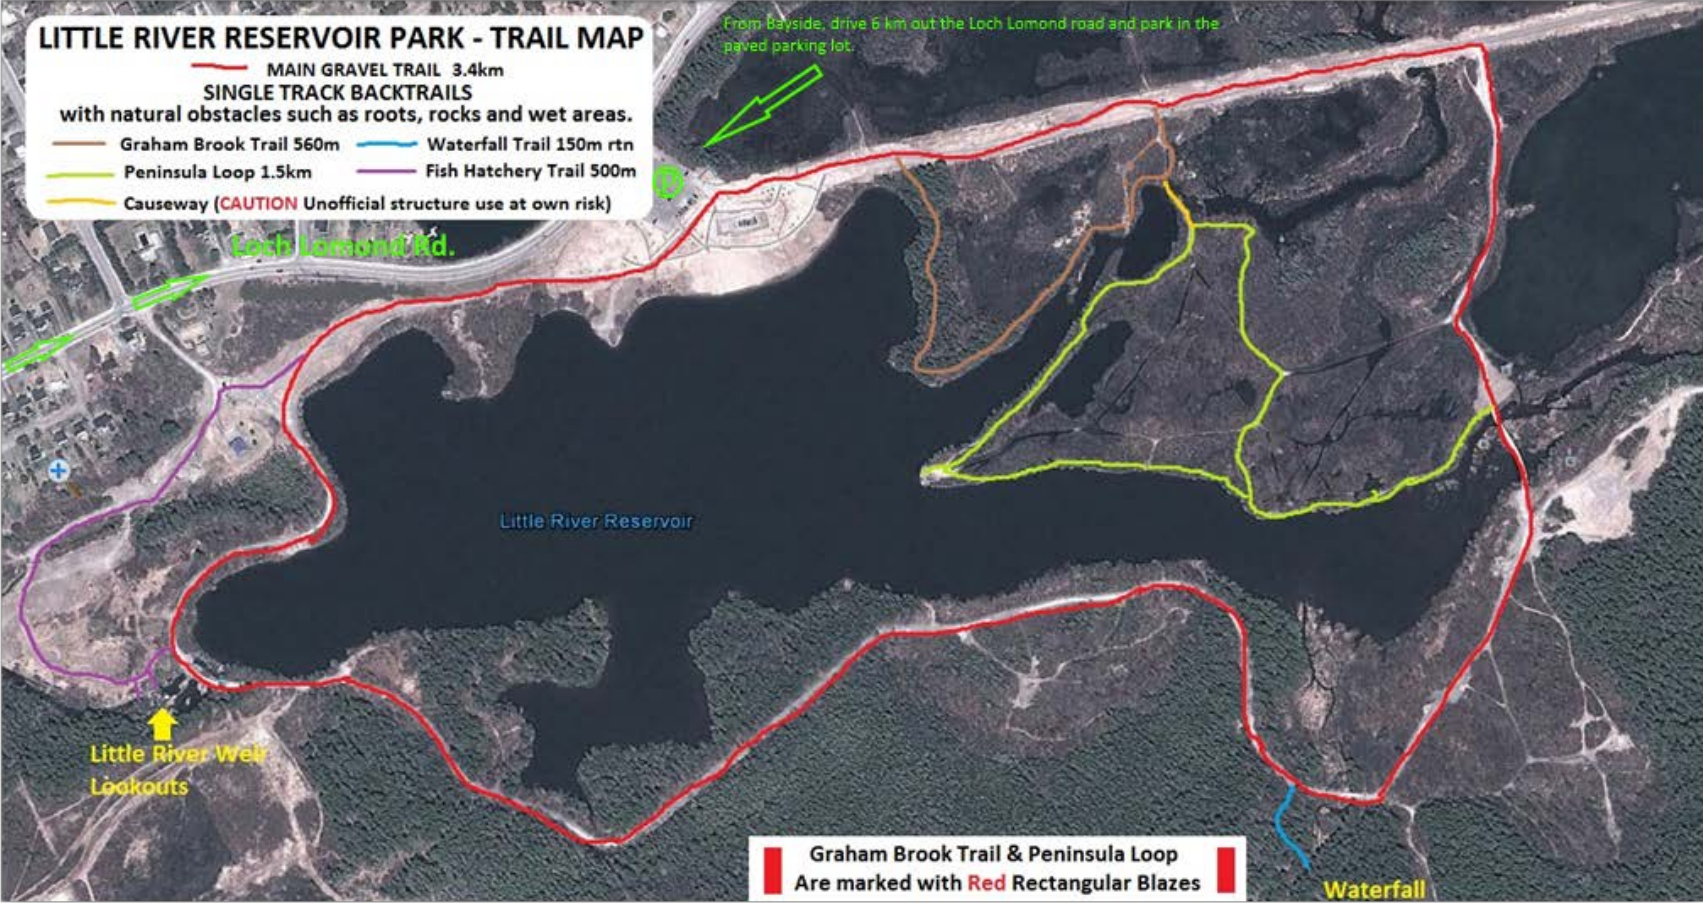 LITTLE RIVER RESERVOIR PARK - TRAIL MAP
MAIN GRAVEL TRAIL 3.4km
SINGLE TRACK BACKTRAILS
with natural obstacles such as roots, rocks and wet areas.
Graham Brook Trail 560m
Waterfall Trail 150m rtn
Peninsula Loop 1.5km
Fish Hatchery Trail 500m
Causeway (CAUTION Unofficial structure use at own risk)
From Bayside, drive 6 km out the Loch Lomond road and park in the
paved parking lot.
P
Loch Lomond Rd.
Little River Reservoir
Little River Weir
Lookouts
Graham Brook Trail & Peninsula Loop
Are marked with Red Rectangular Blazes
Waterfall